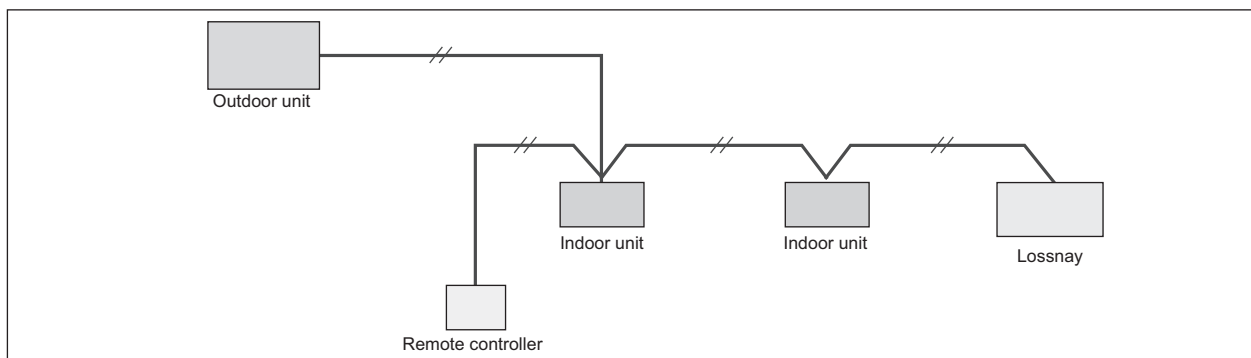 Outdoor unit
Indoor unit
Indoor unit
Lossnay
Remote controller